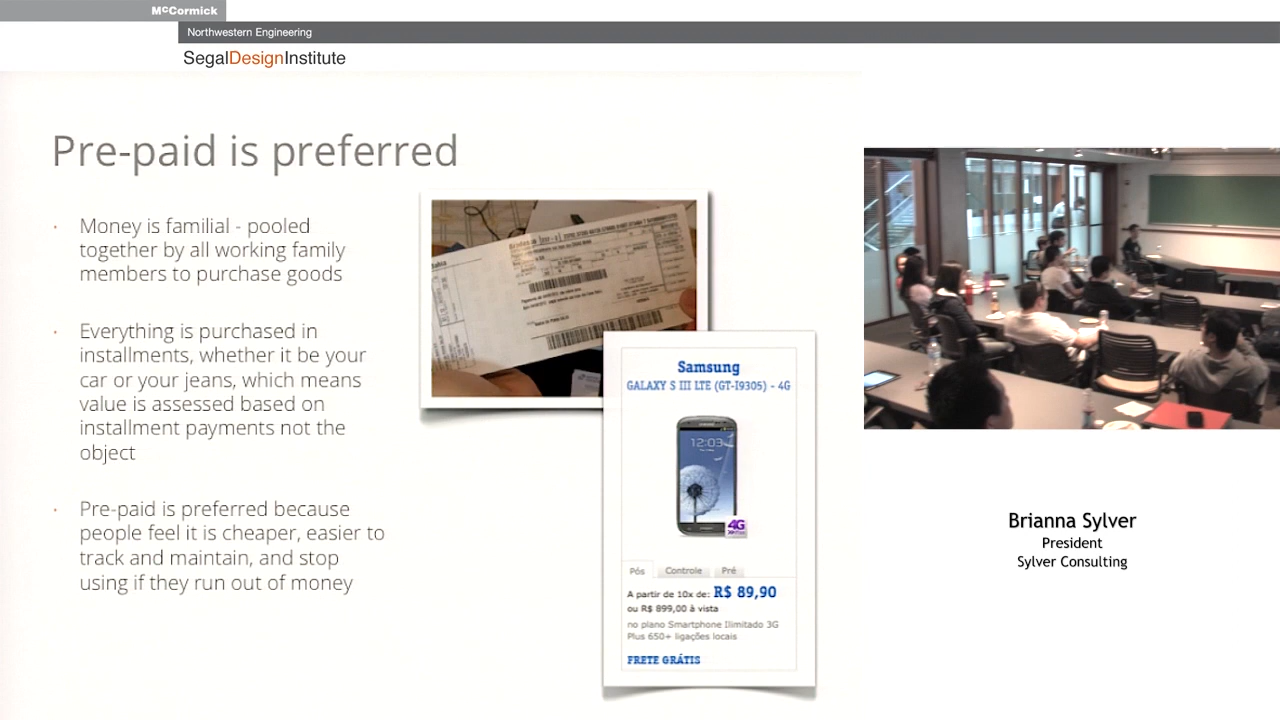 McCormick
Northwestern Engineering
SegalDesignInstitute
Pre-paid is preferred
· Money is familial - pooled
together by all working family
members to purchase goods
· Everything is purchased in
installments, whether it be your
car or your jeans, which means
value is assessed based on
installment payments not the
object
· Pre-paid is preferred because
people feel it is cheaper, easier to
track and maintain, and stop
using if they run out of money
Samsung
GALAXY S III LTE (GT-I9305) - 4G
12:03
4G
Pós Controle Pré
A partir de 10x de: R$ 89,90
ou R$ 899,00 à vista
no plano Smartphone Ilimitado 3G
Plus 650+ ligações locais
FRETE GRÁTIS
Brianna Sylver
President
Sylver Consulting